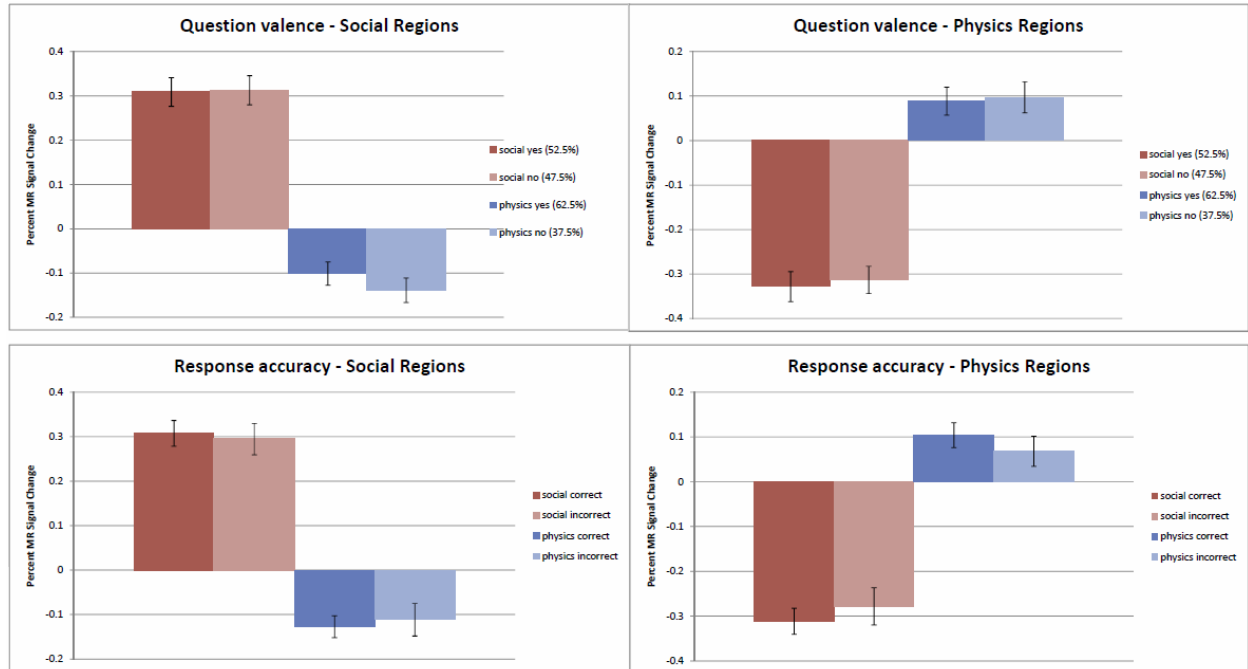 Question valence - Social Regions
Percent MR Signal Change
0.4
0.3
0.2
0.1
0
-0.1
-0.2
social yes (52.5%)
social no (47.5%)
physics yes (62.5%)
physics no (37.5%)
Question valence - Physics Regions
Percent MR Signal Change
0.2
0.1
0
-0.1
-0.2
-0.3
-0.4
social yes (52.5%)
social no (47.5%)
physics yes (62.5%)
physics no (37.5%)
Response accuracy - Social Regions
Percent MR Signal Change
0.4
0.3
0.2
0.1
0
-0.1
-0.2
social correct
social incorrect
physics correct
physics incorrect
Response accuracy - Physics Regions
Percent MR Signal Change
0.2
0.1
0
-0.1
-0.2
-0.3
-0.4
social correct
social incorrect
physics correct
physics incorrect